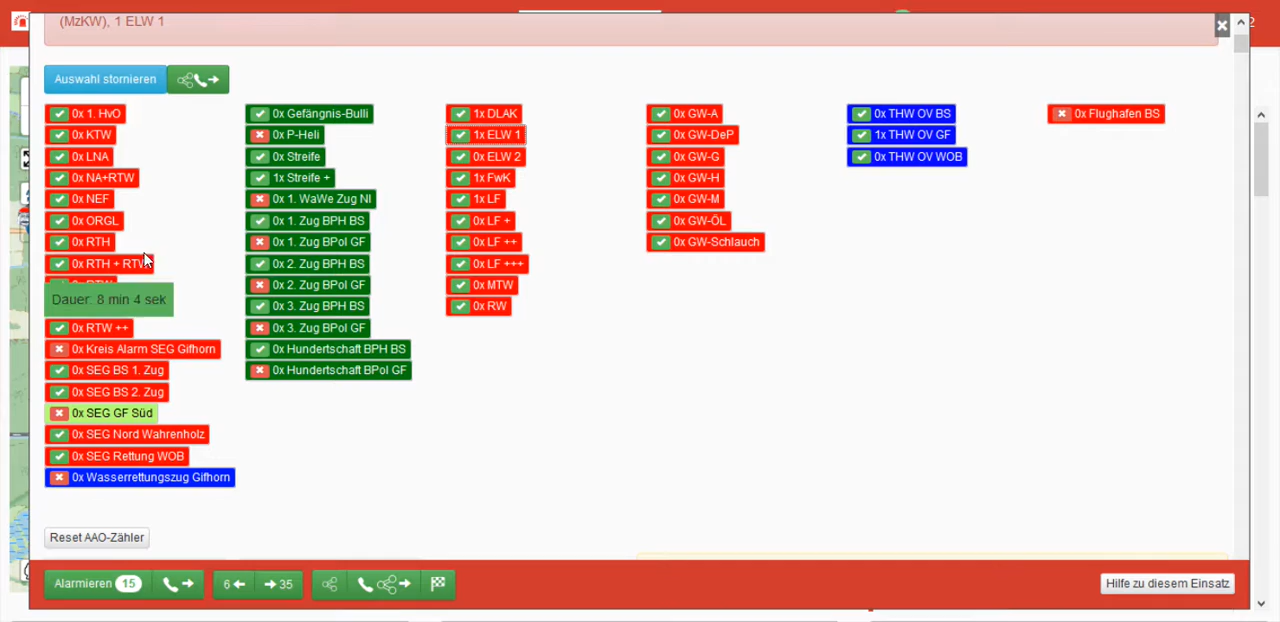 (MzKW), 1 ELW 1
Auswahl stornieren
0x 1. HvO
0x KTW
0x LNA
0x NA+RTW
0x NEF
0x ORGL
0x RTH
0x RTH + RTW
Dauer: 8 min 4 sek
0x RTW ++
0x Kreis Alarm SEG Gifhorn
0x SEG BS 1. Zug
0x SEG BS 2. Zug
0x SEG GF Süd
0x SEG Nord Wahrenholz
0x SEG Rettung WOB
0x Wasserrettungszug Gifhorn
0x Gefängnis-Bulli
0x P-Heli
0x Streife
1x Streife +
0x 1. WaWe Zug NI
0x 1. Zug BPH BS
0x 1. Zug BPol GF
0x 2. Zug BPH BS
0x 2. Zug BPol GF
0x 3. Zug BPH BS
0x 3. Zug BPol GF
0x Hundertschaft BPH BS
0x Hundertschaft BPol GF
1x DLAK
1x ELW 1
0x ELW 2
1x FwK
1x LF
0x LF +
0x LF ++
0x LF +++
0x MTW
0x RW
0x GW-A
0x GW-DeP
0x GW-G
0x GW-H
0x GW-M
0x GW-ÖL
0x GW-Schlauch
0x THW OV BS
1x THW OV GF
0x THW OV WOB
0x Flughafen BS
Reset AAO-Zähler
Alarmieren 15
6
35
Hilfe zu diesem Einsatz
2